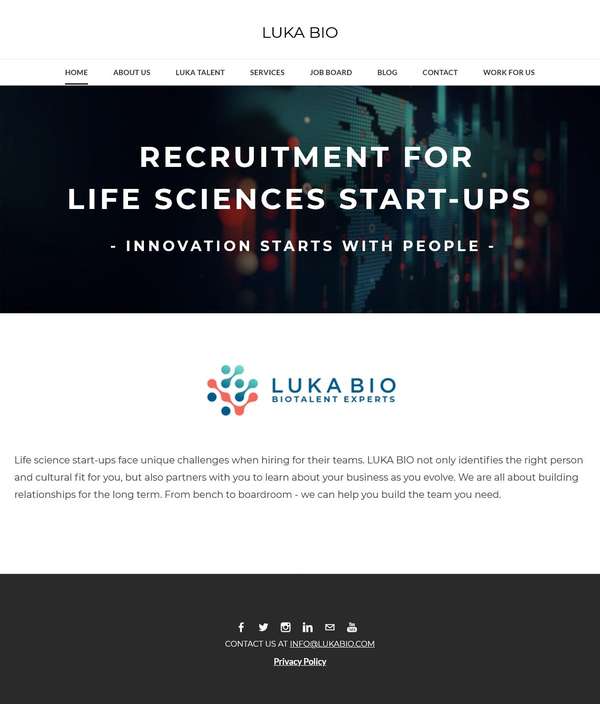 LUKA BIO
HOME ABOUT US LUKA TALENT SERVICES JOB BOARD BLOG CONTACT WORK FOR US
RECRUITMENT FOR
LIFE SCIENCES START-UPS
- INNOVATION STARTS WITH PEOPLE -
LUKA BIO
BIOTALENT EXPERTS
Life science start-ups face unique challenges when hiring for their teams. LUKA BIO not only identifies the right person
and cultural fit for you, but also partners with you to learn about your business as you evolve. We are all about building
relationships for the long term. From bench to boardroom - we can help you build the team you need.
CONTACT US AT INFO@LUKABIO.COM
Privacy Policy